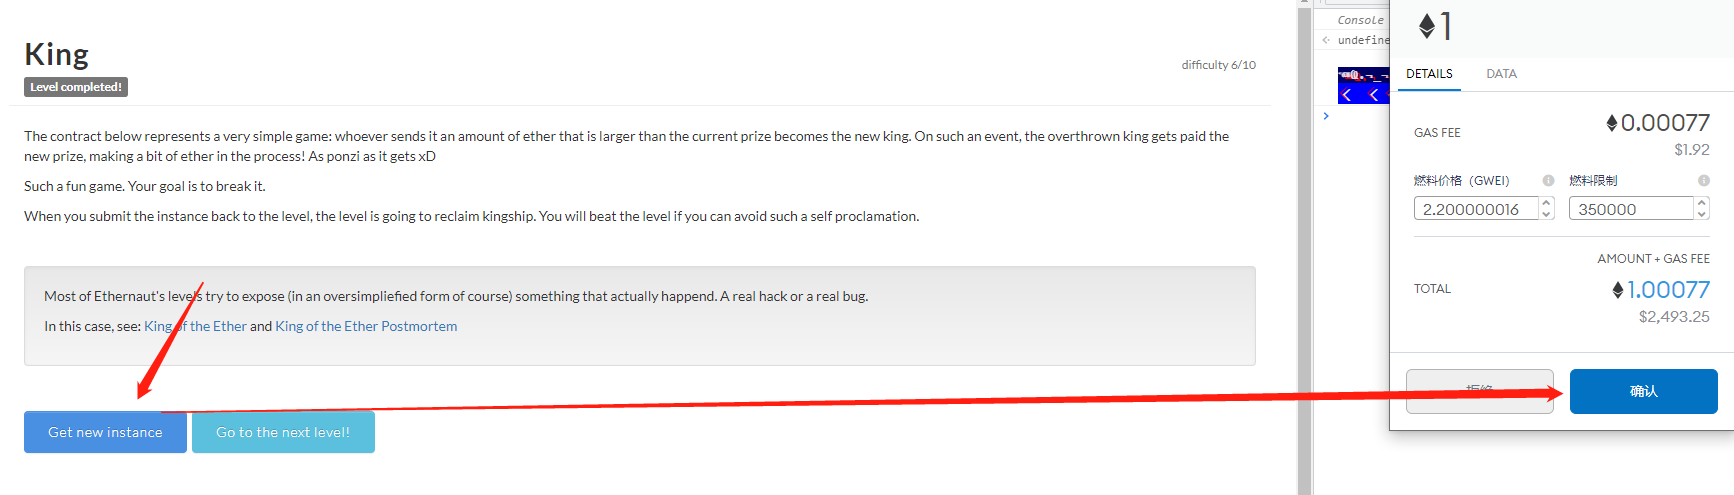 King
Level completed!
difficulty 6/10
The contract below represents a very simple game: whoever sends it an amount of ether that is larger than the current prize becomes the new king. On such an event, the overthrown king gets paid the
new prize, making a bit of ether in the process! As ponzi as it gets xD
Such a fun game. Your goal is to break it.
When you submit the instance back to the level, the level is going to reclaim kingship. You will beat the level if you can avoid such a self proclamation.
Most of Ethernaut's levels try to expose (in an oversimpliefied form of course) something that actually happend. A real hack or a real bug.
In this case, see: King of the Ether and King of the Ether Postmortem
Get new instance
Go to the next level!
Console
undefine
1
DETAILS
DATA
GAS FEE
0.00077
$1.92
燃料价格（GWEI）
燃料限制
2.200000016
350000
AMOUNT + GAS FEE
TOTAL
1.00077
$2,493.25
确认